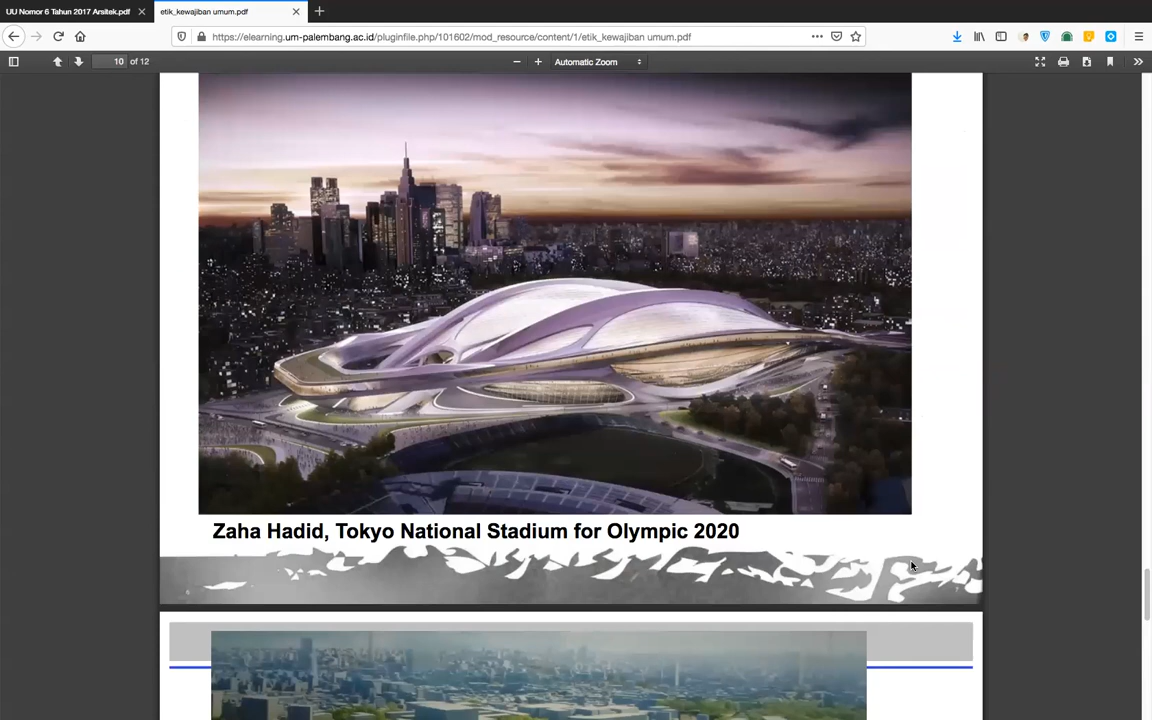 UU Nomor 6 Tahun 2017 Arsitek.pdf
etik_kewajiban umum.pdf
https://elearning.um-palembang.ac.id/pluginfile.php/101602/mod_resource/content/1/etik_kewajiban umum.pdf
10 of 12
Automatic Zoom
Zaha Hadid, Tokyo National Stadium for Olympic 2020